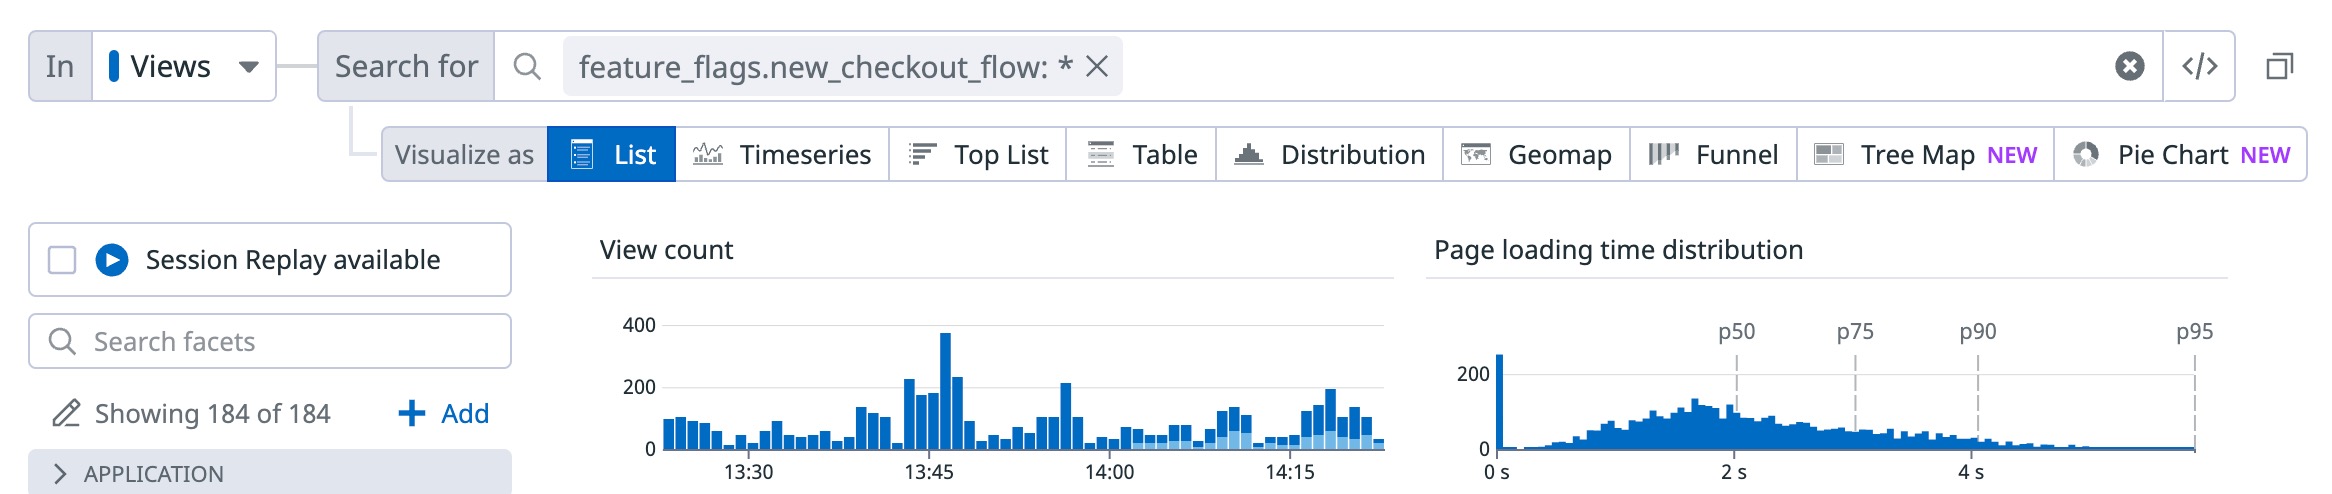 In Views Search for feature_flags.new_checkout_flow: *
Visualize as List Timeseries Top List Table Distribution Geomap Funnel Tree Map NEW Pie Chart NEW
Session Replay available
Search facets
Showing 184 of 184 Add
APPLICATION
View count
400
200
0
13:30 13:45 14:00 14:15
Page loading time distribution
p50 p75 p90 p95
200
0
0 s 2 s 4 s